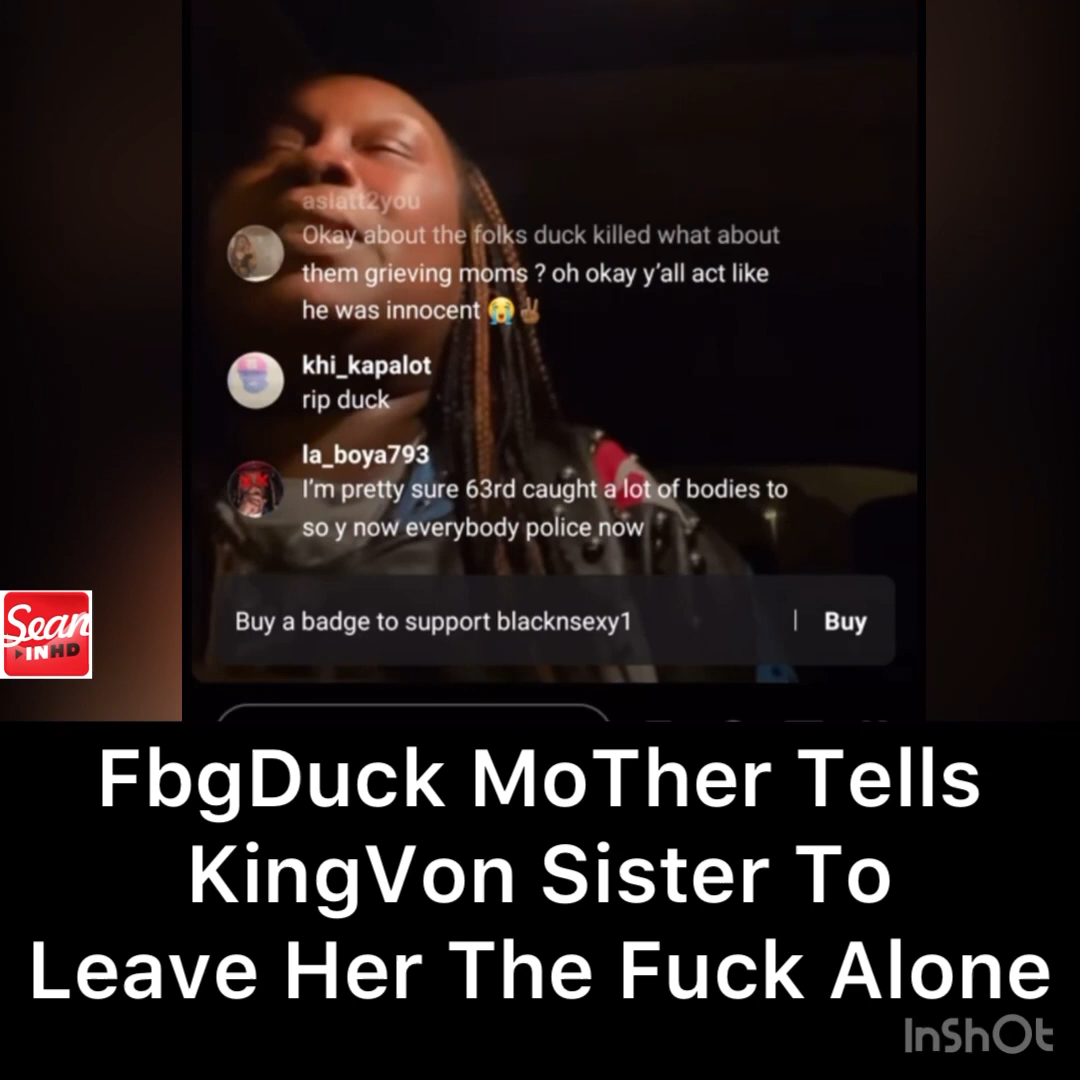 aslatt2you
Okay about the folks duck killed what about
them grieving moms ? oh okay y'all act like
he was innocent 😭✌🏾
khi_kapalot
rip duck
la_boya793
I'm pretty sure 63rd caught a lot of bodies to
so y now everybody police now
Buy a badge to support blacknsexy1 | Buy
Sean
INHD
FbgDuck MoTher Tells
KingVon Sister To
Leave Her The Fuck Alone
InShOt